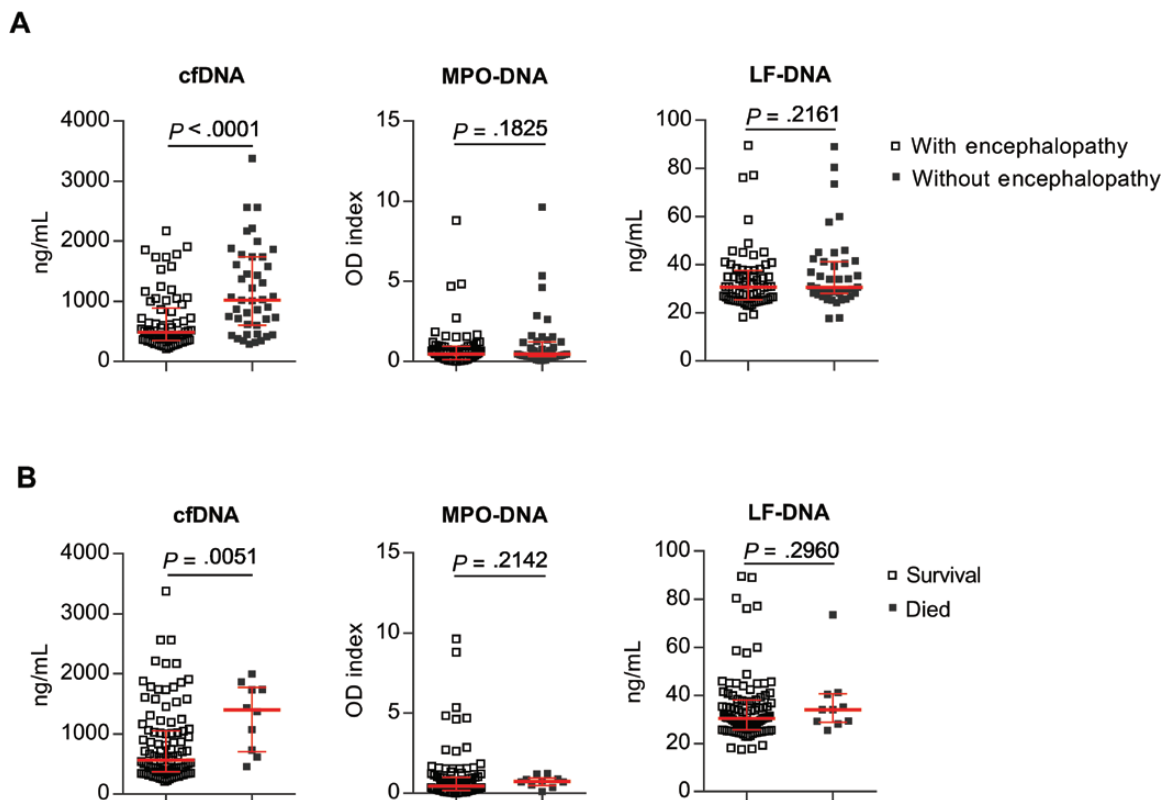 A
cfDNA
MPO-DNA
LF-DNA
P < .0001
P = .1825
P = .2161
4000
3000
2000
1000
0
ng/mL
15
10
5
0
OD index
100
80
60
40
20
0
ng/mL
With encephalopathy
Without encephalopathy
B
cfDNA
MPO-DNA
LF-DNA
P = .0051
P = .2142
P = .2960
4000
3000
2000
1000
0
ng/mL
15
10
5
0
OD index
100
80
60
40
20
0
ng/mL
Survival
Died